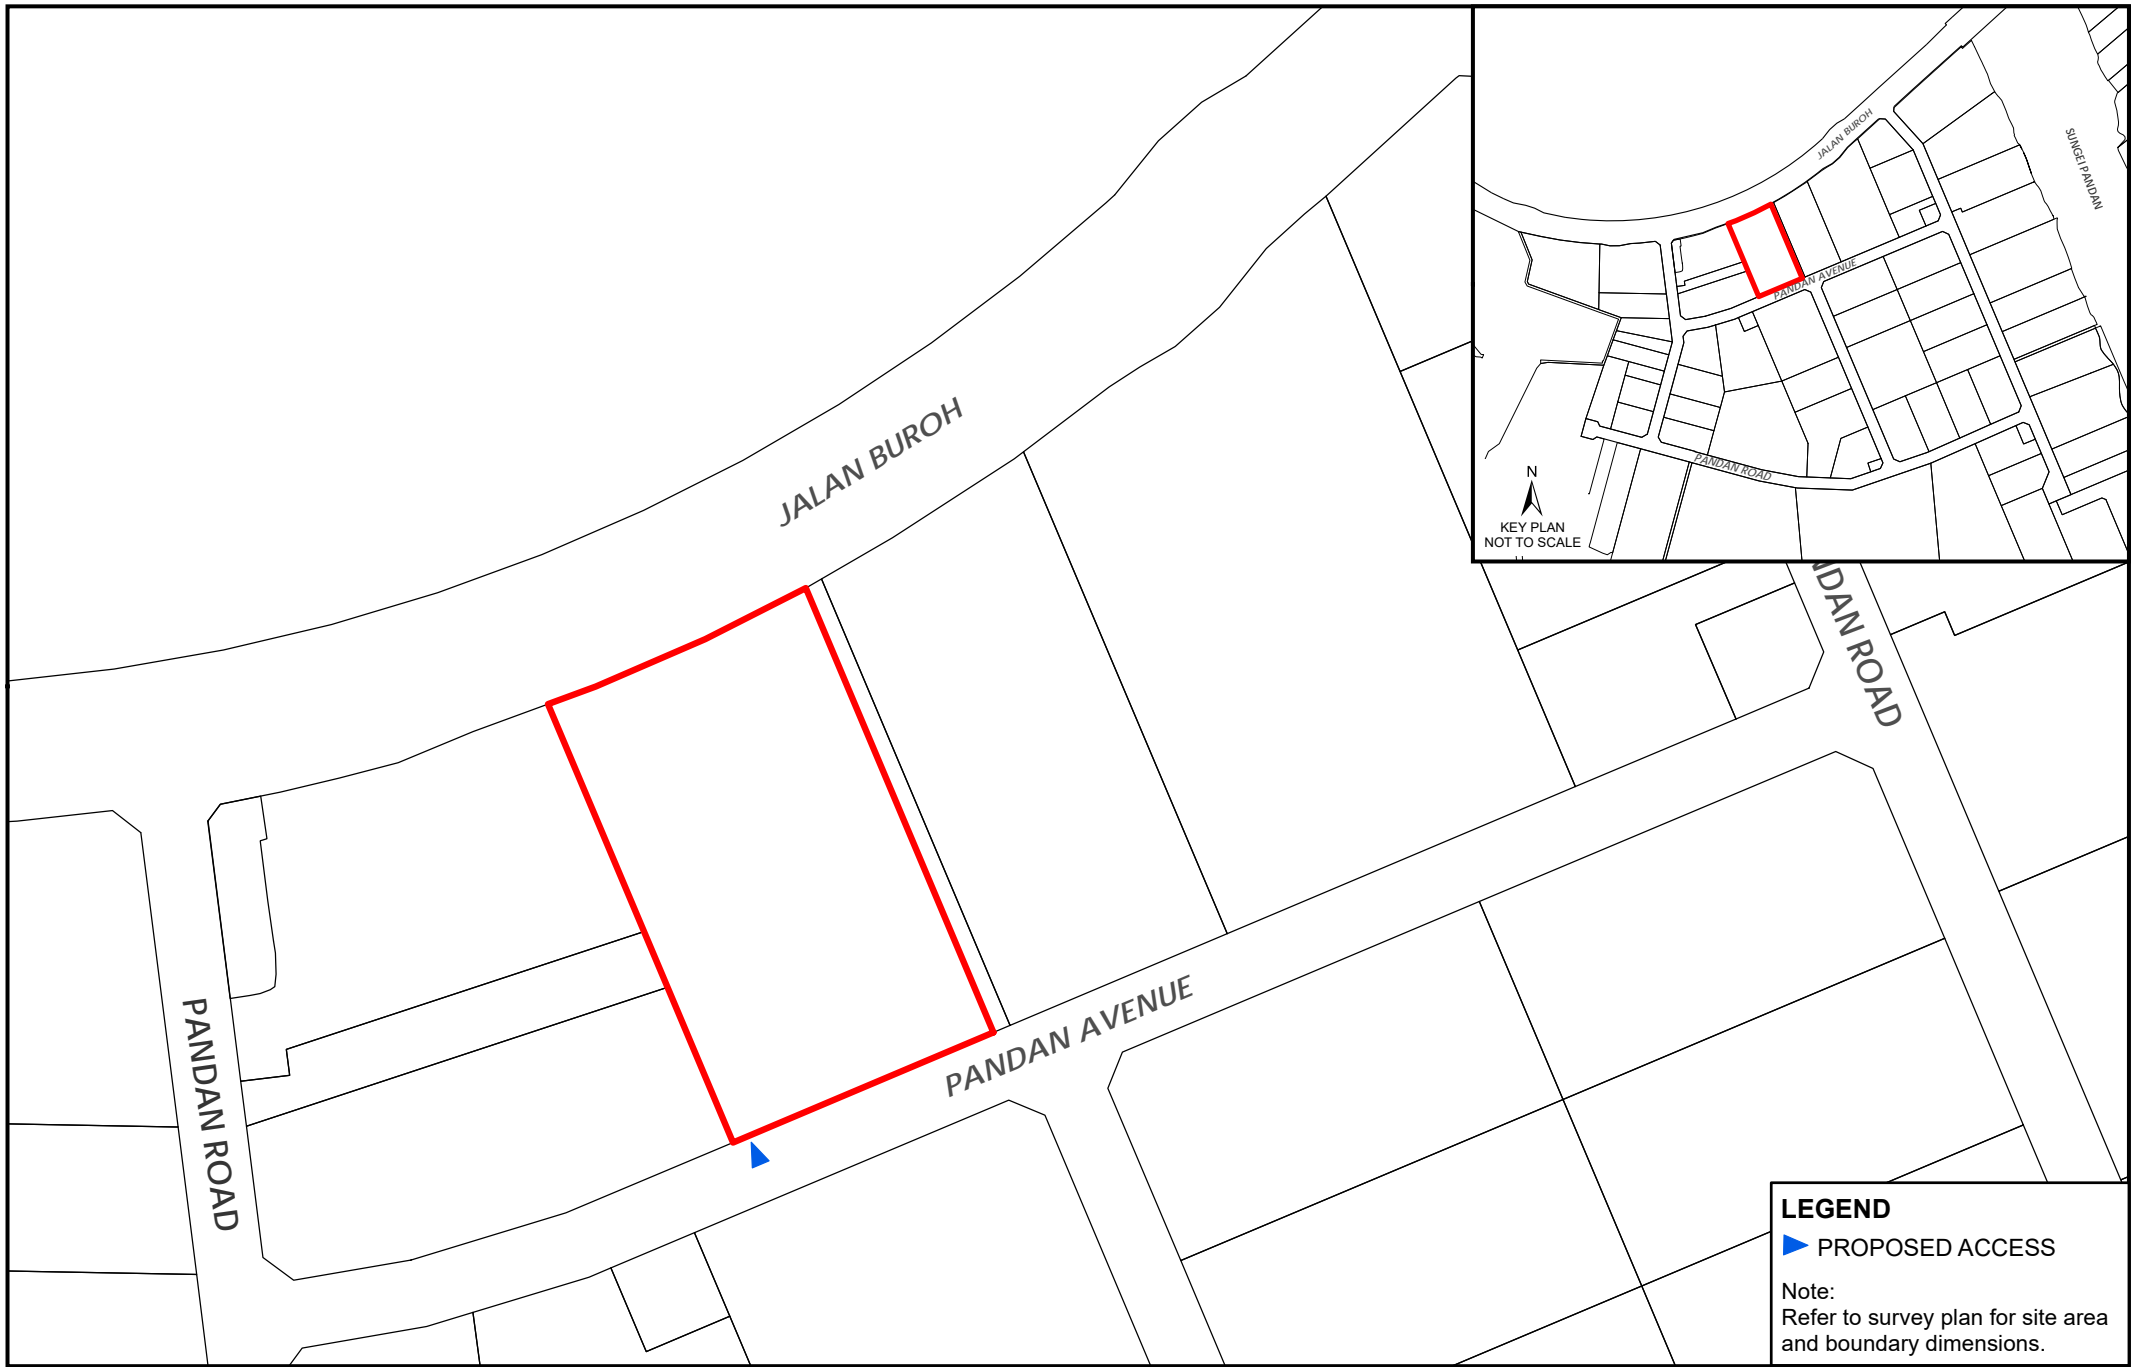 JALAN BUROH
SUNGEI PANDAN
PANDAN AVENUE
PANDAN ROAD
N
KEY PLAN
NOT TO SCALE
JALAN BUROH
NDAN ROAD
PANDAN AVENUE
PANDAN ROAD
LEGEND
PROPOSED ACCESS
Note:
Refer to survey plan for site area
and boundary dimensions.